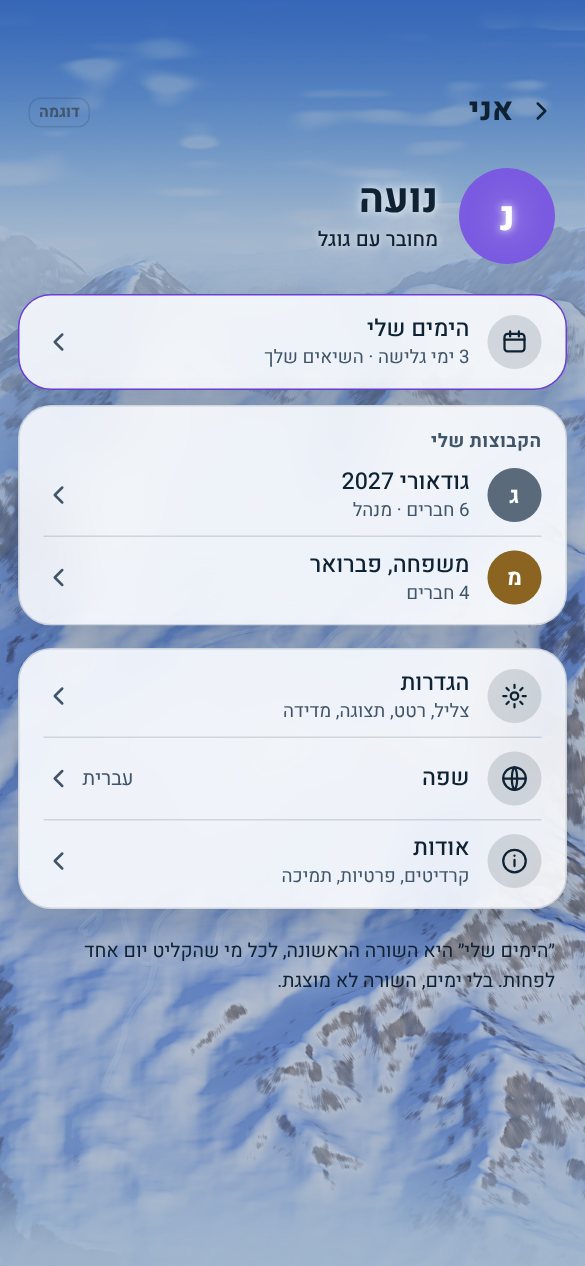 אני
דוגמה
נ
נועה
מחובר עם גוגל
הימים שלי
3 ימי גלישה · השיאים שלך
הקבוצות שלי
ג
גודאורי 2027
6 חברים · מנהל
מ
משפחה, פברואר
4 חברים
הגדרות
צליל, רטט, תצוגה, מדידה
שפה
עברית
אודות
קרדיטים, פרטיות, תמיכה
"הימים שלי" היא השורה הראשונה, לכל מי שהקליט יום אחד
לפחות. בלי ימים, השורה לא מוצגת.